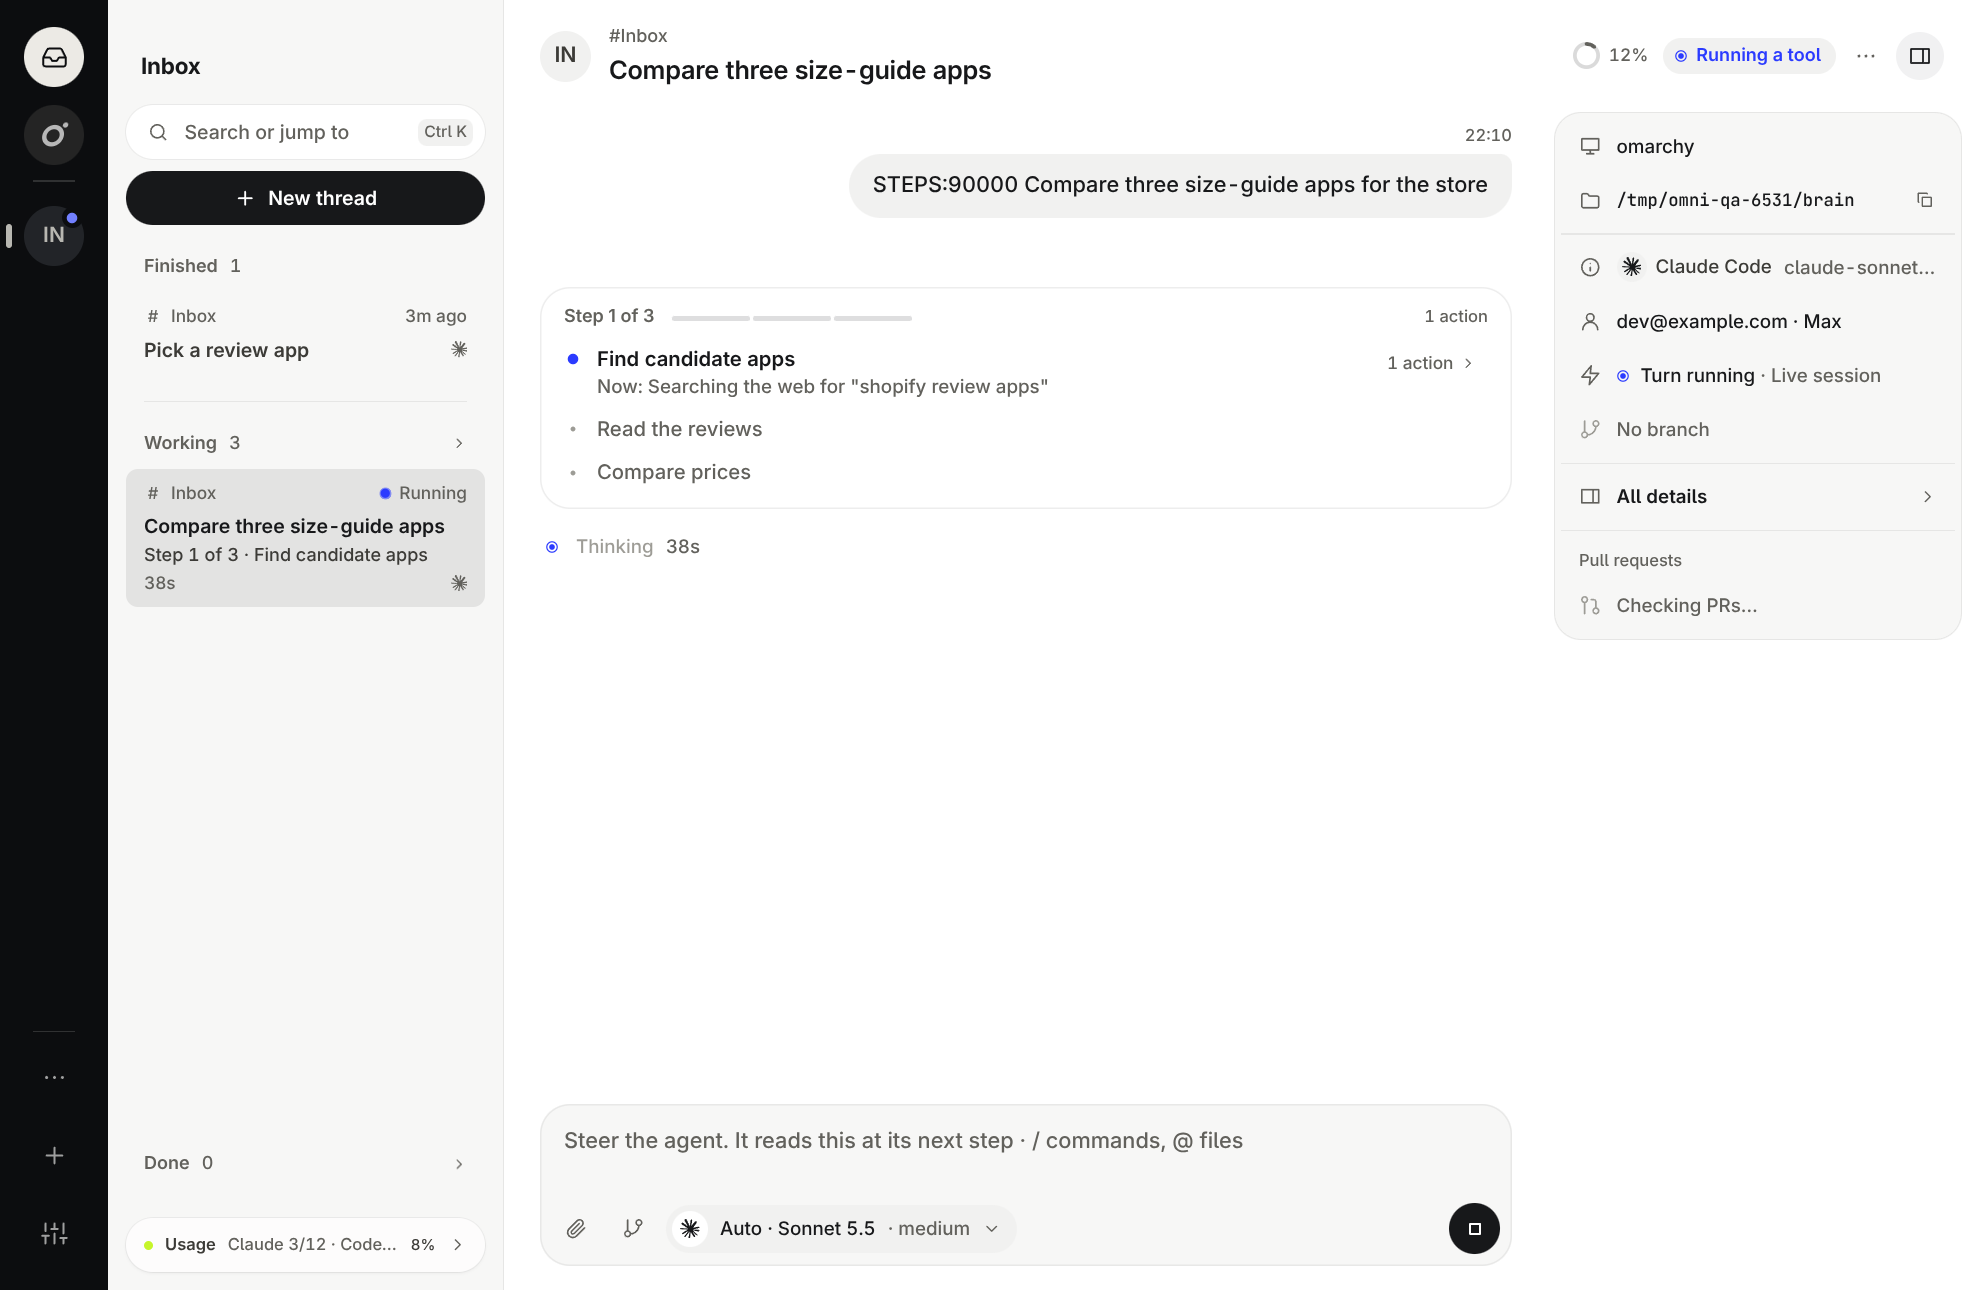 IN
Inbox
Search or jump to
Ctrl K
New thread
Finished 1
# Inbox
3m ago
Pick a review app
Working 3
# Inbox
Running
Compare three size-guide apps
Step 1 of 3 · Find candidate apps
38s
Done 0
Usage Claude 3/12 · Code... 8%
IN
#Inbox
Compare three size-guide apps
12%
Running a tool
22:10
STEPS:90000 Compare three size-guide apps for the store
Step 1 of 3
1 action
Find candidate apps
1 action
Now: Searching the web for "shopify review apps"
Read the reviews
Compare prices
Thinking 38s
Steer the agent. It reads this at its next step · / commands, @ files
Auto · Sonnet 5.5 · medium
omarchy
/tmp/omni-qa-6531/brain
Claude Code claude-sonnet...
dev@example.com · Max
Turn running · Live session
No branch
All details
Pull requests
Checking PRs...